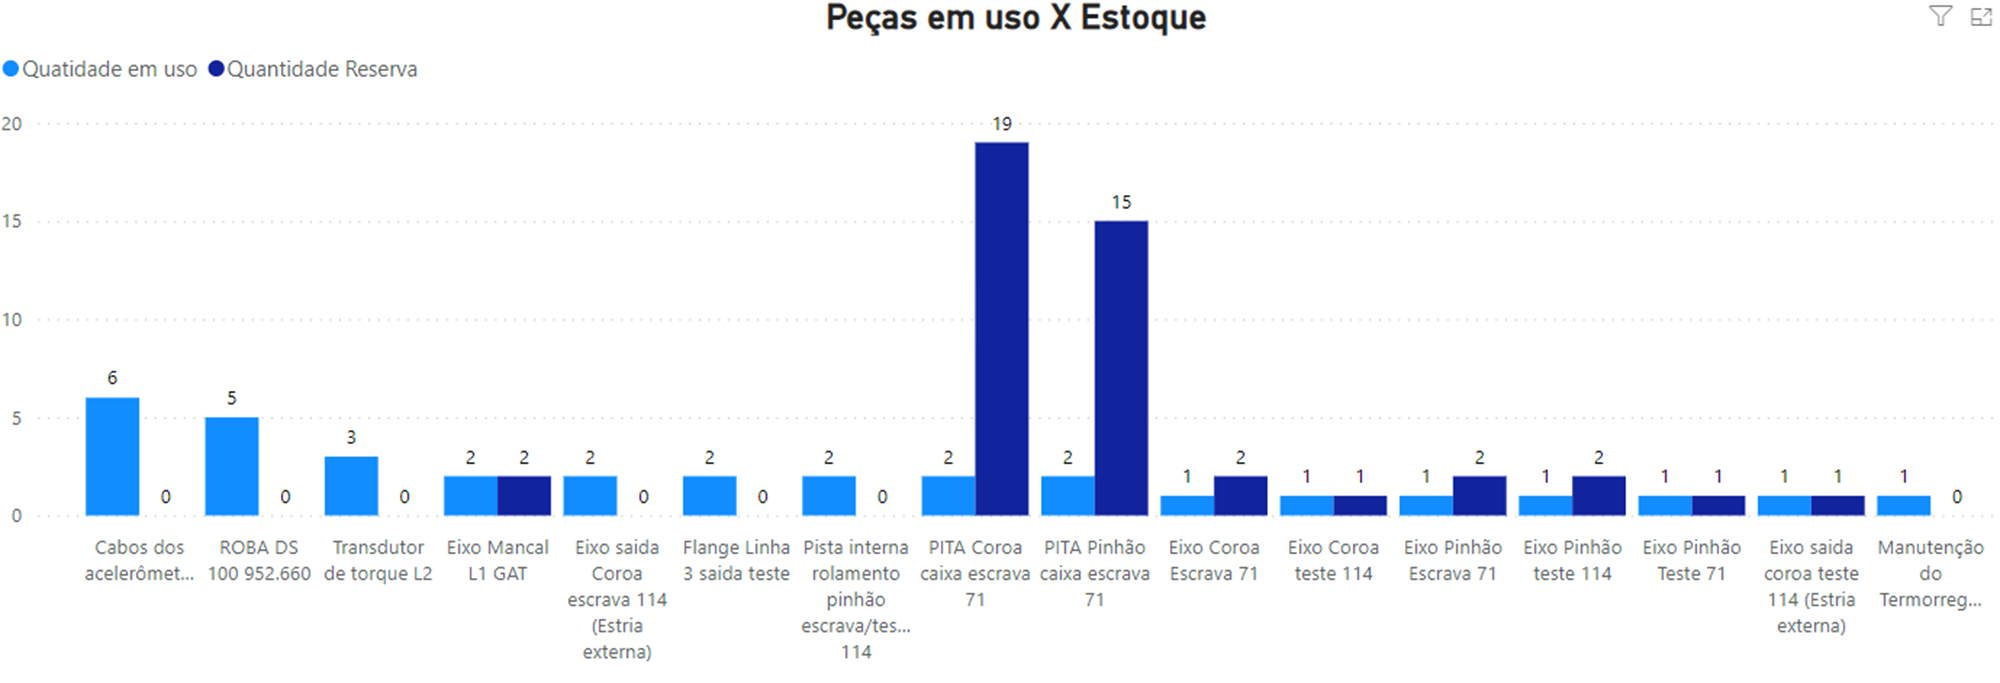 Peças em uso X Estoque
Quatidade em uso Quantidade Reserva
20
15
10
5
0
6 0
5 0
3 0
2 2
2 0
2 0
2 0
2 19
2 15
1 2
1 1
1 2
1 2
1 1
1 1
1 0
Cabos dos
acelerômet...
ROBA DS
100 952.660
Transdutor
de torque L2
Eixo Mancal
L1 GAT
Eixo saida
Coroa
escrava 114
(Estria
externa)
Flange Linha
3 saida teste
Pista interna
rolamento
pinhão
escrava/tes...
114
PITA Coroa
caixa escrava
71
PITA Pinhão
caixa escrava
71
Eixo Coroa
Escrava 71
Eixo Coroa
teste 114
Eixo Pinhão
Escrava 71
Eixo Pinhão
teste 114
Eixo Pinhão
Teste 71
Eixo saida
coroa teste
114 (Estria
externa)
Manutenção
do
Termorreg...